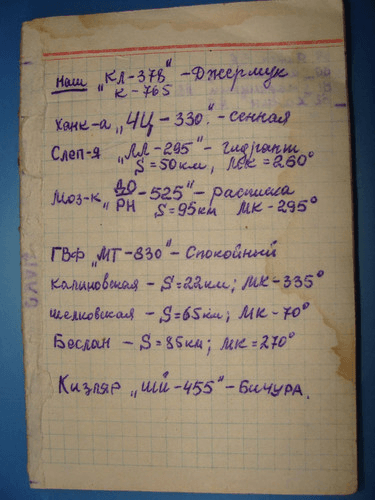 Наш „КЛ-378" - Джермук
К-765
Ханк-а „ЧЦ-330" - сенная
Слеп-я „ЛЛ-295" - гидрант
S=50км, МК=260°
Моз-к „ДО-525" - расписка
РН S=95км МК-295°
ГВФ „МТ-830" - Спокойный
Калиновская - S=22км; МК-335°
шелковская - S=65км; МК-70°
Беслан - S=85км; МК=270°
Кизляр „ШЙ-455" - БИЧУРА.